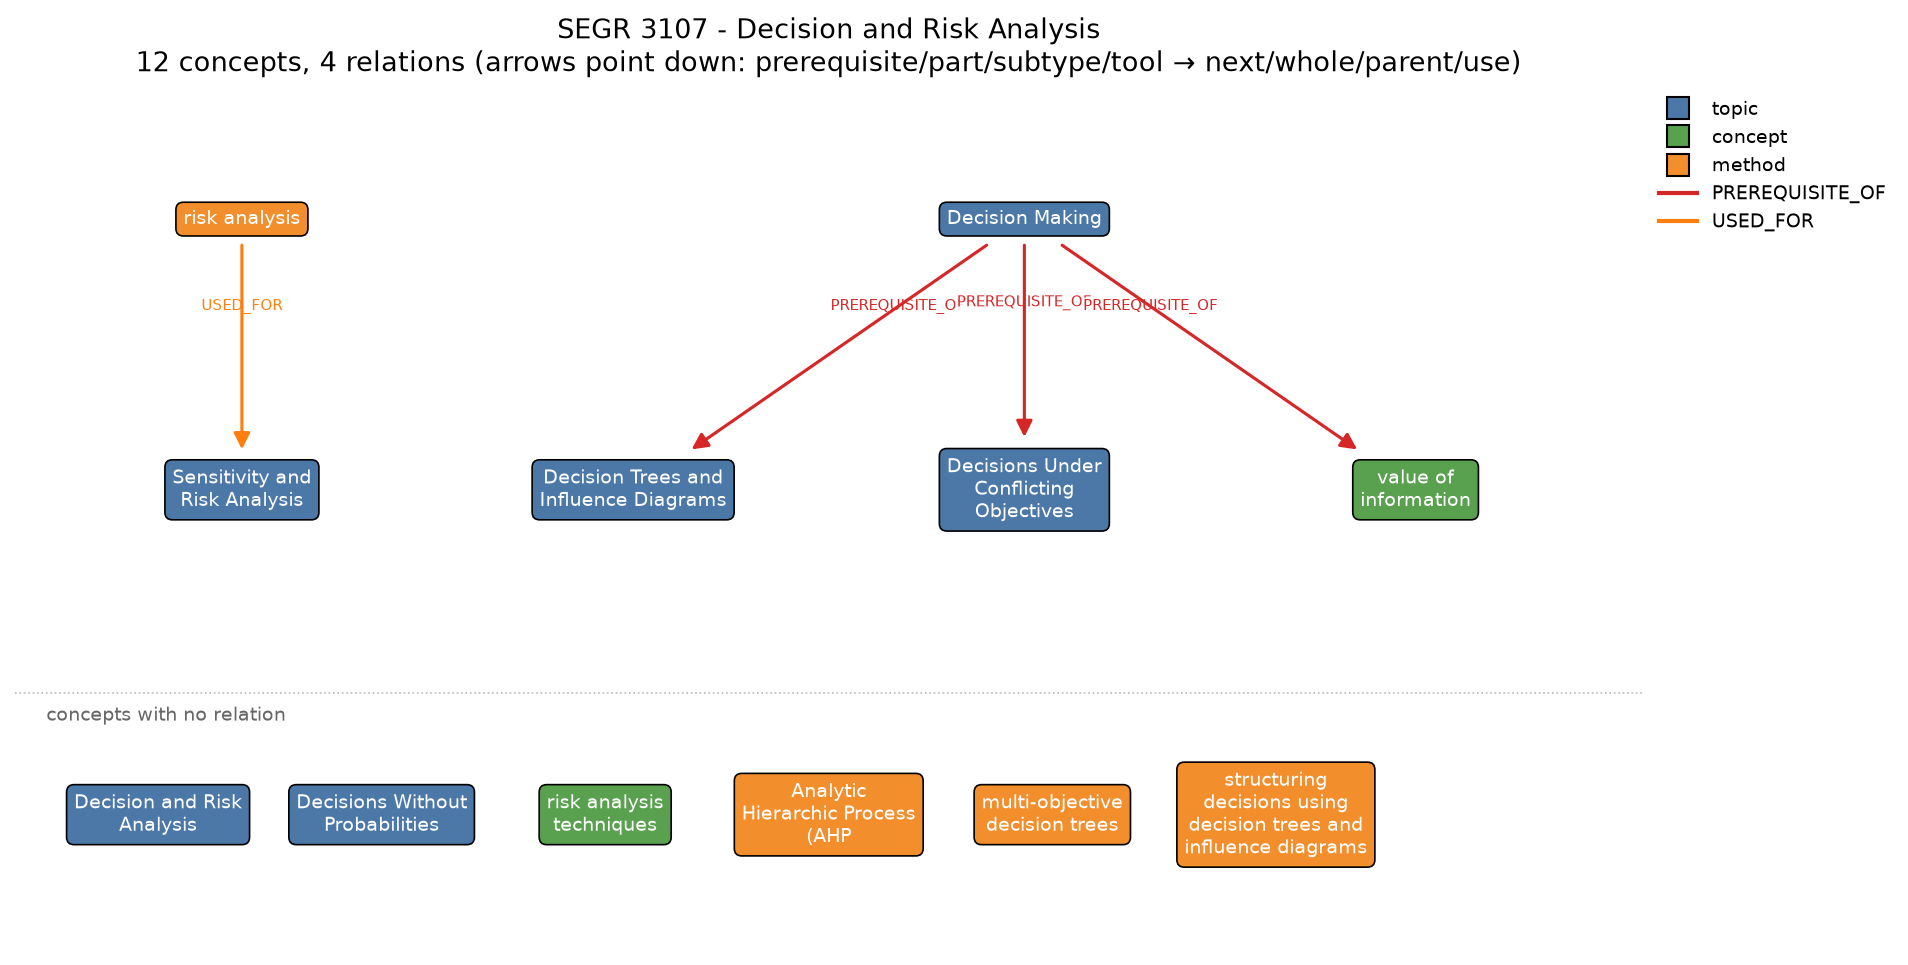 SEGR 3107 - Decision and Risk Analysis
12 concepts, 4 relations (arrows point down: prerequisite/part/subtype/tool → next/whole/parent/use)
topic
concept
method
PREREQUISITE_OF
USED_FOR
risk analysis
Decision Making
USED_FOR
PREREQUISITE_OF
PREREQUISITE_OF
PREREQUISITE_OF
Sensitivity and
Risk Analysis
Decision Trees and
Influence Diagrams
Decisions Under
Conflicting
Objectives
value of
information
concepts with no relation
Decision and Risk
Analysis
Decisions Without
Probabilities
risk analysis
techniques
Analytic
Hierarchic Process
(AHP
multi-objective
decision trees
structuring
decisions using
decision trees and
influence diagrams